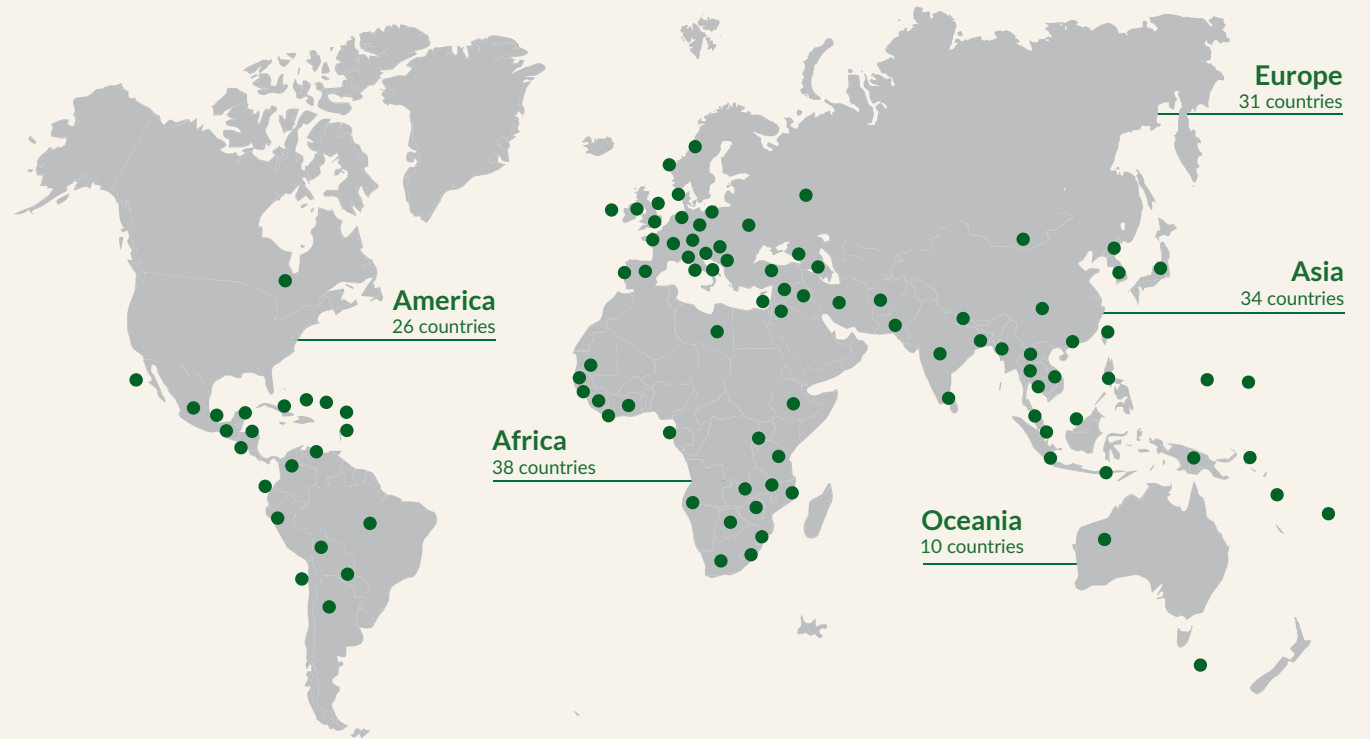 Europe
31 countries
Asia
34 countries
America
26 countries
Africa
38 countries
Oceania
10 countries